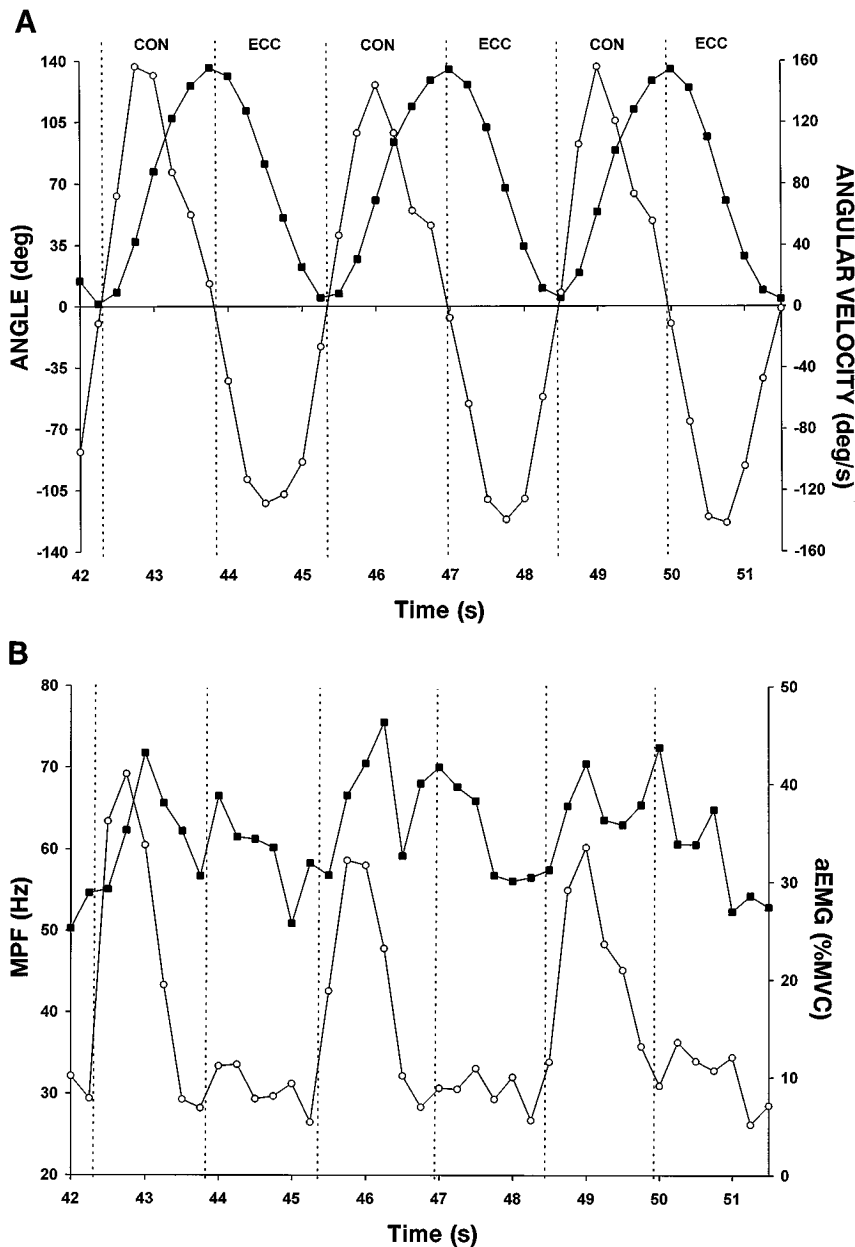 A
CON ECC CON ECC CON ECC
140 105 70 35 0 -35 -70 -105 -140
ANGLE (deg)
160 120 80 40 0 -40 -80 -120 -160
ANGULAR VELOCITY (deg/s)
42 43 44 45 46 47 48 49 50 51
Time (s)
B
80 70 60 50 40 30 20
MPF (Hz)
50 40 30 20 10 0
aEMG (%MVC)
42 43 44 45 46 47 48 49 50 51
Time (s)